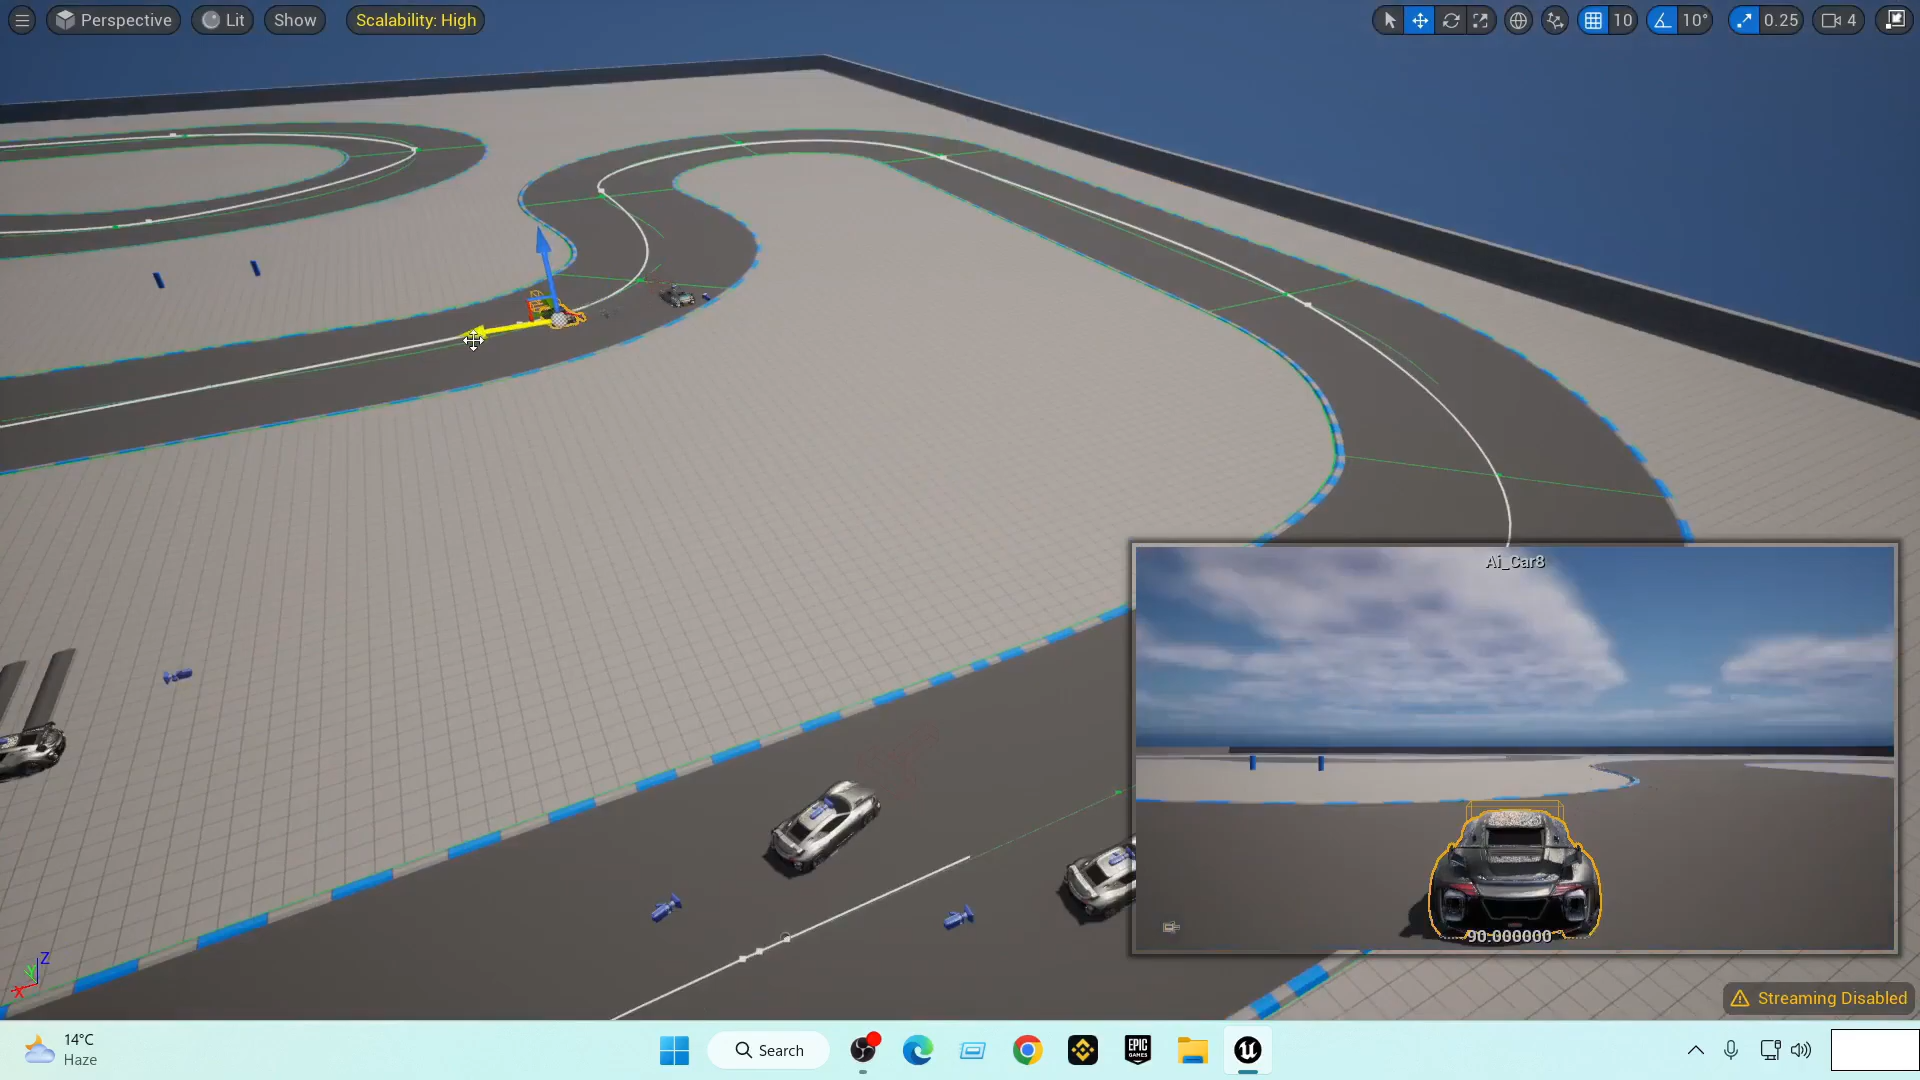 Perspective
Lit
Show
Scalability: High
10
10°
0.25
4
Ai_Car8
90.000000
Z
Y
X
Streaming Disabled
14°C
Haze
Search
EPIC
GAMES